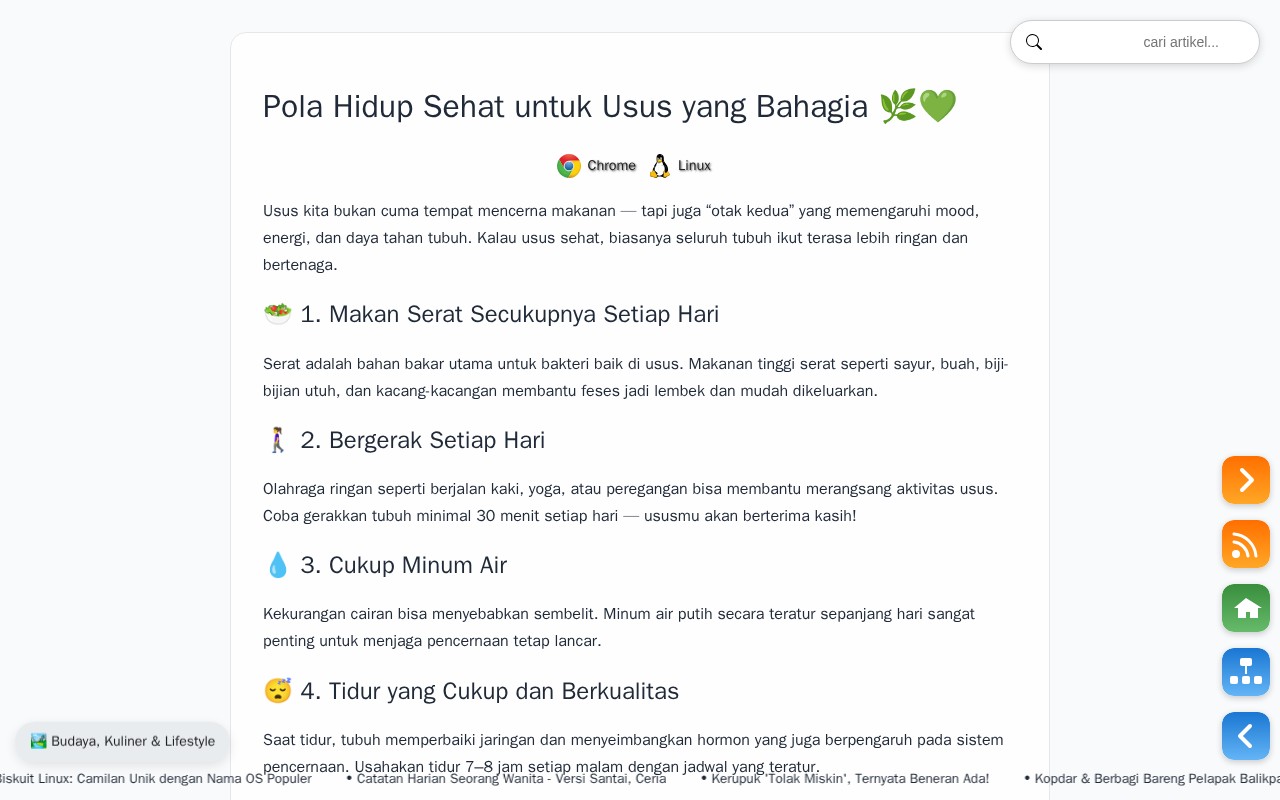 cari artikel...
Pola Hidup Sehat untuk Usus yang Bahagia 🌿💚
Chrome Linux
Usus kita bukan cuma tempat mencerna makanan — tapi juga “otak kedua” yang memengaruhi mood,
energi, dan daya tahan tubuh. Kalau usus sehat, biasanya seluruh tubuh ikut terasa lebih ringan dan
bertenaga.
🥗 1. Makan Serat Secukupnya Setiap Hari
Serat adalah bahan bakar utama untuk bakteri baik di usus. Makanan tinggi serat seperti sayur, buah, biji-
bijian utuh, dan kacang-kacangan membantu feses jadi lembek dan mudah dikeluarkan.
🚶‍♀️ 2. Bergerak Setiap Hari
Olahraga ringan seperti berjalan kaki, yoga, atau peregangan bisa membantu merangsang aktivitas usus.
Coba gerakkan tubuh minimal 30 menit setiap hari — ususmu akan berterima kasih!
💧 3. Cukup Minum Air
Kekurangan cairan bisa menyebabkan sembelit. Minum air putih secara teratur sepanjang hari sangat
penting untuk menjaga pencernaan tetap lancar.
😴 4. Tidur yang Cukup dan Berkualitas
Saat tidur, tubuh memperbaiki jaringan dan menyeimbangkan hormon yang juga berpengaruh pada sistem
pencernaan. Usahakan tidur 7–8 jam setiap malam dengan jadwal yang teratur.
🏞️ Budaya, Kuliner & Lifestyle
Biskuit Linux: Camilan Unik dengan Nama OS Populer • Catatan Harian Seorang Wanita - Versi Santai, Ceria • Kerupuk 'Tolak Miskin', Ternyata Beneran Ada! • Kopdar & Berbagi Bareng Pelapak